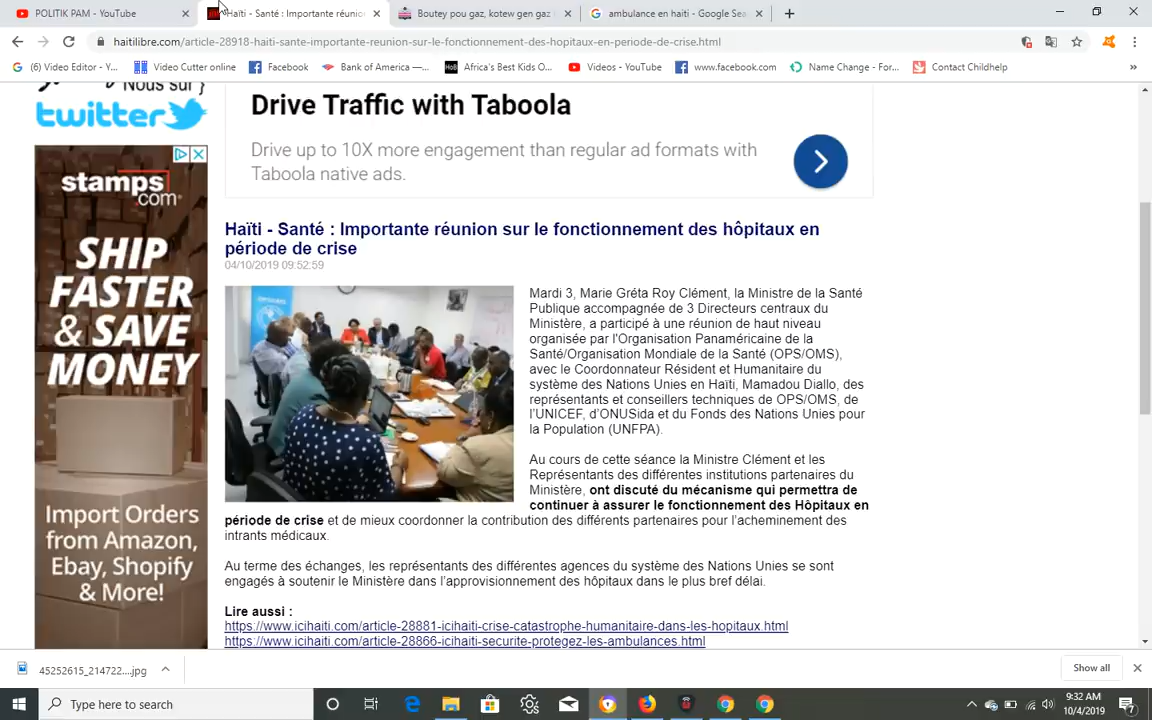 POLITIK PAM - YouTube
Haïti - Santé : Importante réunion
Boutey pou gaz, kotew gen gaz
ambulance en haiti - Google Sea
haitilibre.com/article-28918-haiti-sante-importante-reunion-sur-le-fonctionnement-des-hopitaux-en-periode-de-crise.html
(6) Video Editor - Y...
Video Cutter online
Facebook
Bank of America —...
Africa's Best Kids O...
Videos - YouTube
www.facebook.com
Name Change - For...
Contact Childhelp
Nous sur }
twitter
Drive Traffic with Taboola
Drive up to 10X more engagement than regular ad formats with
Taboola native ads.
stamps.com
SHIP
FASTER
& SAVE
MONEY
Import Orders
from Amazon,
Ebay, Shopify
& More!
Haïti - Santé : Importante réunion sur le fonctionnement des hôpitaux en
période de crise
04/10/2019 09:52:59
Mardi 3, Marie Gréta Roy Clément, la Ministre de la Santé
Publique accompagnée de 3 Directeurs centraux du
Ministère, a participé à une réunion de haut niveau
organisée par l'Organisation Panaméricaine de la
Santé/Organisation Mondiale de la Santé (OPS/OMS),
avec le Coordonnateur Résident et Humanitaire du
système des Nations Unies en Haïti, Mamadou Diallo, des
représentants et conseillers techniques de OPS/OMS, de
l'UNICEF, d'ONUSida et du Fonds des Nations Unies pour
la Population (UNFPA).
Au cours de cette séance la Ministre Clément et les
Représentants des différentes institutions partenaires du
Ministère, ont discuté du mécanisme qui permettra de
continuer à assurer le fonctionnement des Hôpitaux en
période de crise et de mieux coordonner la contribution des différents partenaires pour l'acheminement des
intrants médicaux.
Au terme des échanges, les représentants des différentes agences du système des Nations Unies se sont
engagés à soutenir le Ministère dans l'approvisionnement des hôpitaux dans le plus bref délai.
Lire aussi :
https://www.icihaiti.com/article-28881-icihaiti-crise-catastrophe-humanitaire-dans-les-hopitaux.html
https://www.icihaiti.com/article-28866-icihaiti-securite-protegez-les-ambulances.html
45252615_214722....jpg
Show all
Type here to search
9:32 AM
10/4/2019
7